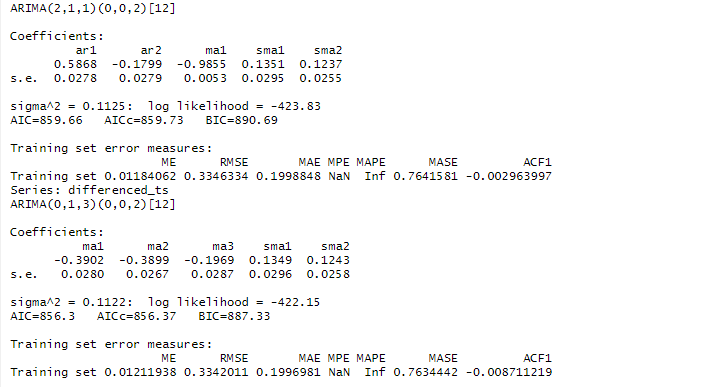 ARIMA(2,1,1)(0,0,2)[12]
Coefficients:
ar1 ar2 ma1 sma1 sma2
0.5868 -0.1799 -0.9855 0.1351 0.1237
s.e. 0.0278 0.0279 0.0053 0.0295 0.0255
sigma^2 = 0.1125: log likelihood = -423.83
AIC=859.66 AICc=859.73 BIC=890.69
Training set error measures:
ME RMSE MAE MPE MAPE MASE ACF1
Training set 0.01184062 0.3346334 0.1998848 NaN Inf 0.7641581 -0.002963997
Series: differenced_ts
ARIMA(0,1,3)(0,0,2)[12]
Coefficients:
ma1 ma2 ma3 sma1 sma2
-0.3902 -0.3899 -0.1969 0.1349 0.1243
s.e. 0.0280 0.0267 0.0287 0.0296 0.0258
sigma^2 = 0.1122: log likelihood = -422.15
AIC=856.3 AICc=856.37 BIC=887.33
Training set error measures:
ME RMSE MAE MPE MAPE MASE ACF1
Training set 0.01211938 0.3342011 0.1996981 NaN Inf 0.7634442 -0.008711219